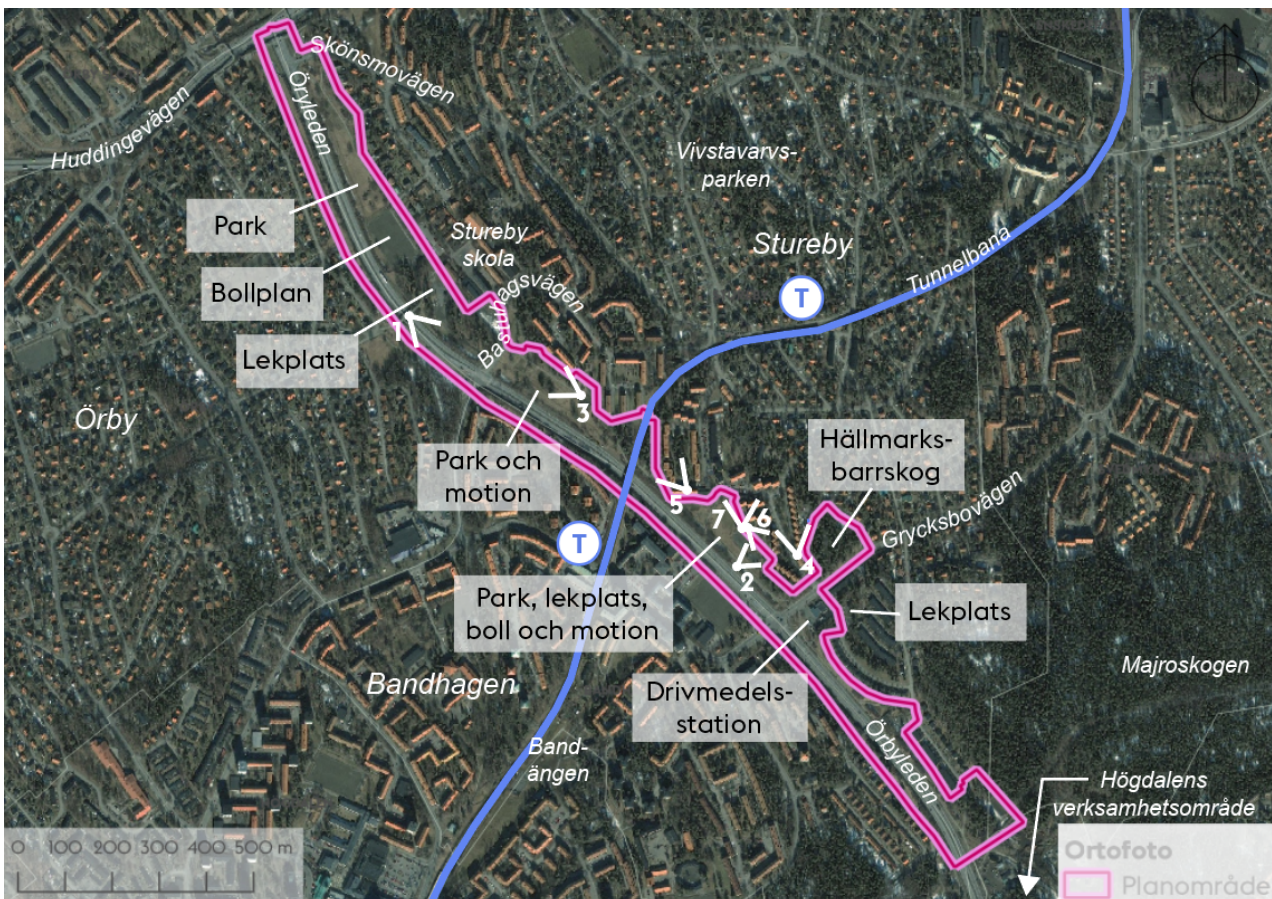 Skönsmovägen
Öryleden
Huddingevägen
Vivstavarvs-
parken
Park
Stureby
skola
Stureby
Tunnelbana
T
Bollplan
Bastuhagsvägen
Lekplats
1
3
Örby
Park och
motion
Hällmarks-
barrskog
5
7
6
Grycksbovägen
4
2
T
Park, lekplats,
boll och motion
Lekplats
Majroskogen
Bandhagen
Drivmedels-
station
Örbyleden
Band-
ängen
Högdalens
verksamhetsområde
0 100 200 300 400 500 m
Ortofoto
Planområde